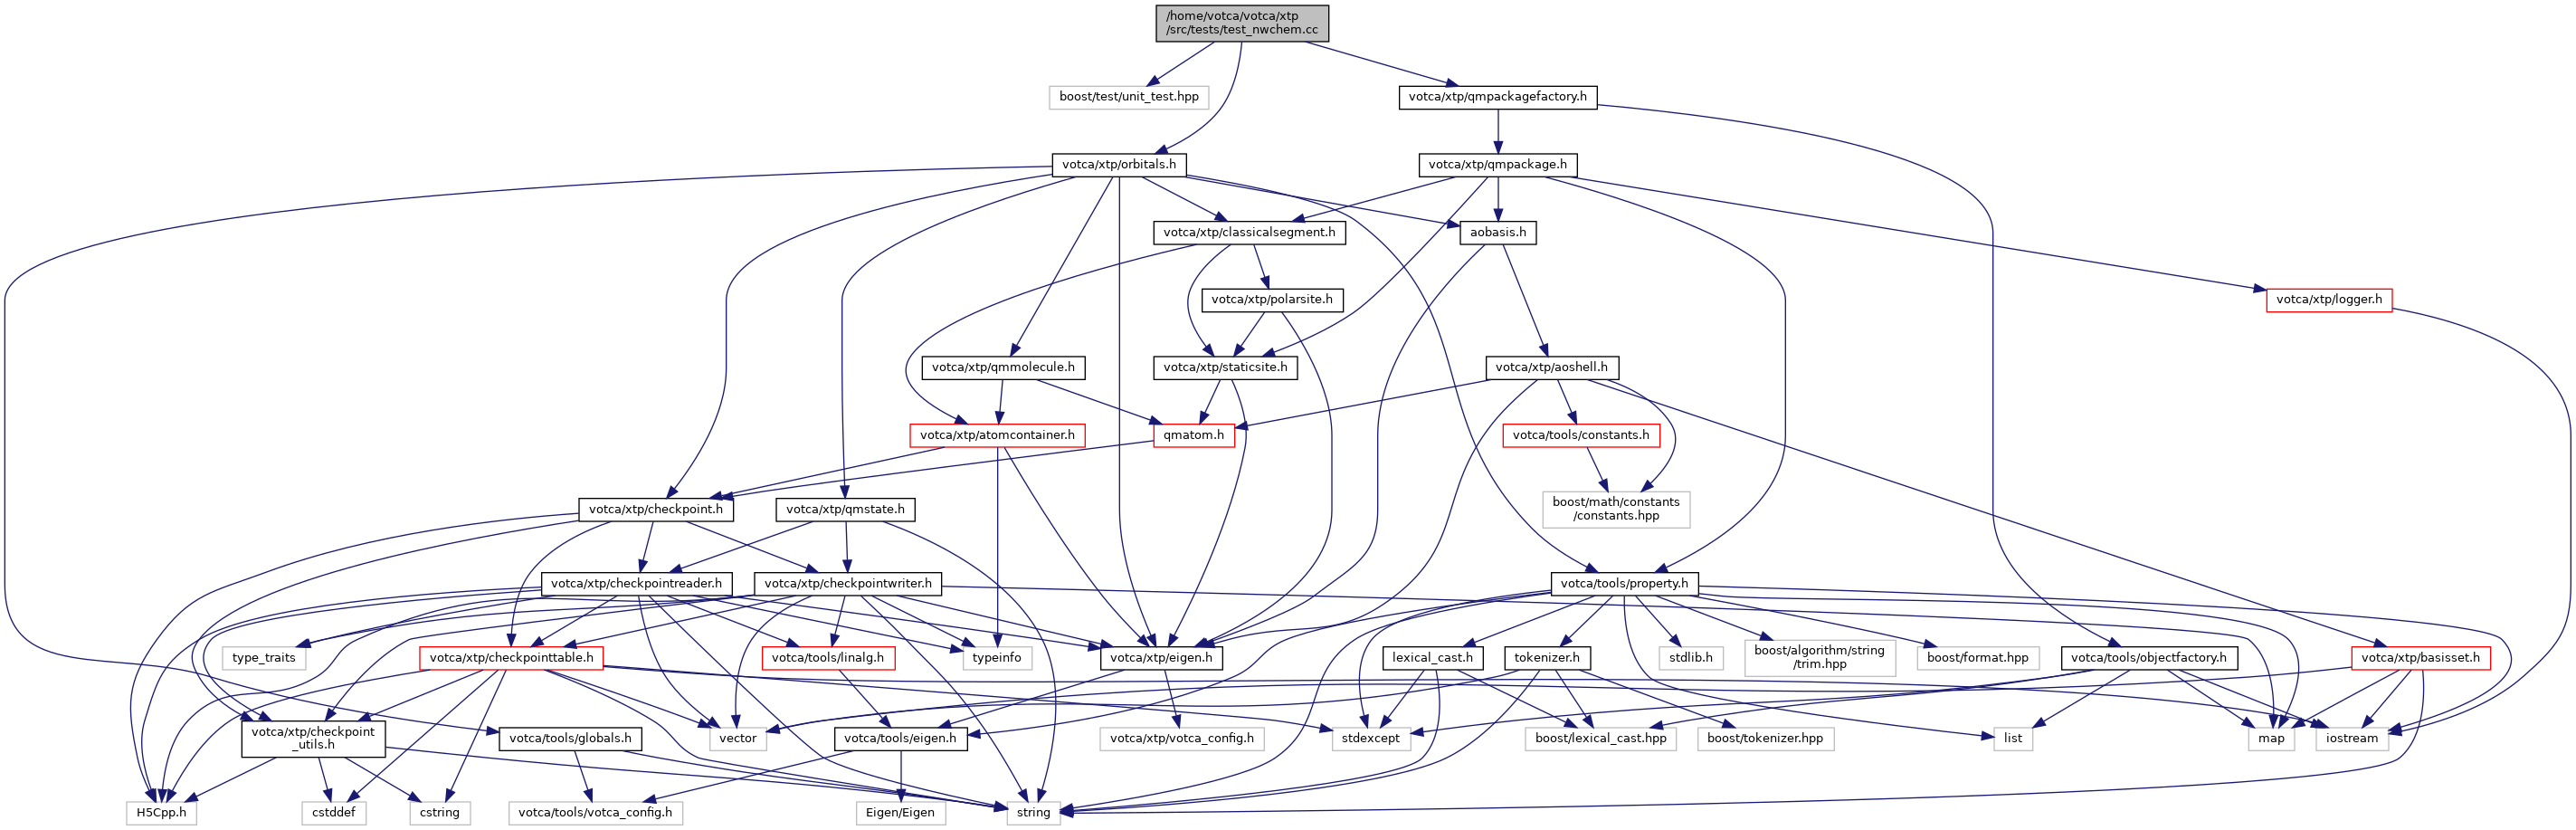 /home/votca/votca/xtp
/src/tests/test_nwchem.cc
boost/test/unit_test.hpp
votca/xtp/qmpackagefactory.h
votca/xtp/orbitals.h
votca/xtp/qmpackage.h
votca/xtp/classicalsegment.h
aobasis.h
votca/xtp/polarsite.h
votca/xtp/logger.h
votca/xtp/qmmolecule.h
votca/xtp/staticsite.h
votca/xtp/aoshell.h
votca/xtp/atomcontainer.h
qmatom.h
votca/tools/constants.h
votca/xtp/checkpoint.h
votca/xtp/qmstate.h
boost/math/constants
/constants.hpp
votca/xtp/checkpointreader.h
votca/xtp/checkpointwriter.h
votca/tools/property.h
type_traits
votca/xtp/checkpointtable.h
votca/tools/linalg.h
typeinfo
votca/xtp/eigen.h
lexical_cast.h
tokenizer.h
stdlib.h
boost/algorithm/string
/trim.hpp
boost/format.hpp
votca/tools/objectfactory.h
votca/xtp/basisset.h
votca/xtp/checkpoint
_utils.h
votca/tools/globals.h
vector
votca/tools/eigen.h
votca/xtp/votca_config.h
stdexcept
boost/lexical_cast.hpp
boost/tokenizer.hpp
list
map
iostream
H5Cpp.h
cstddef
cstring
votca/tools/votca_config.h
Eigen/Eigen
string